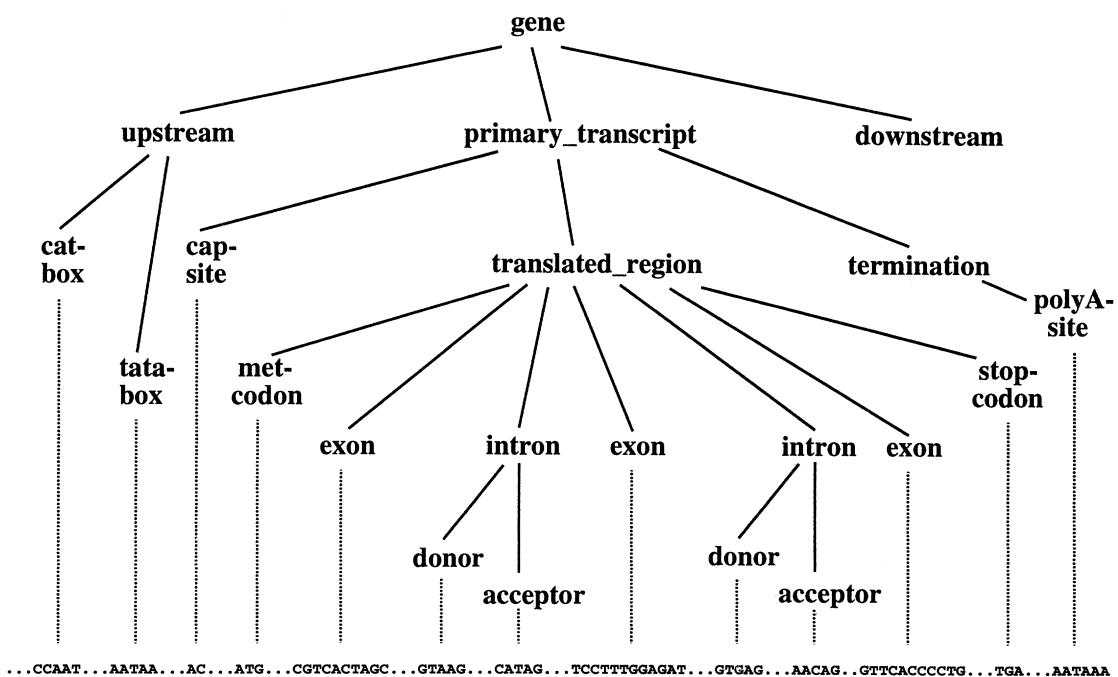 gene
upstream
primary_transcript
downstream
cat-
box
cap-
site
translated_region
termination
polyA-
site
tata-
box
met-
codon
stop-
codon
exon
intron
exon
intron
exon
donor
acceptor
donor
acceptor
...CCAAT...AATAA...AC...ATG...CGTCACTAGC...GTAAG...CATAG...TCCTTTGGAGAT...GTGAG...AACAG..GTTCACCCCTG...TGA...AATAAA